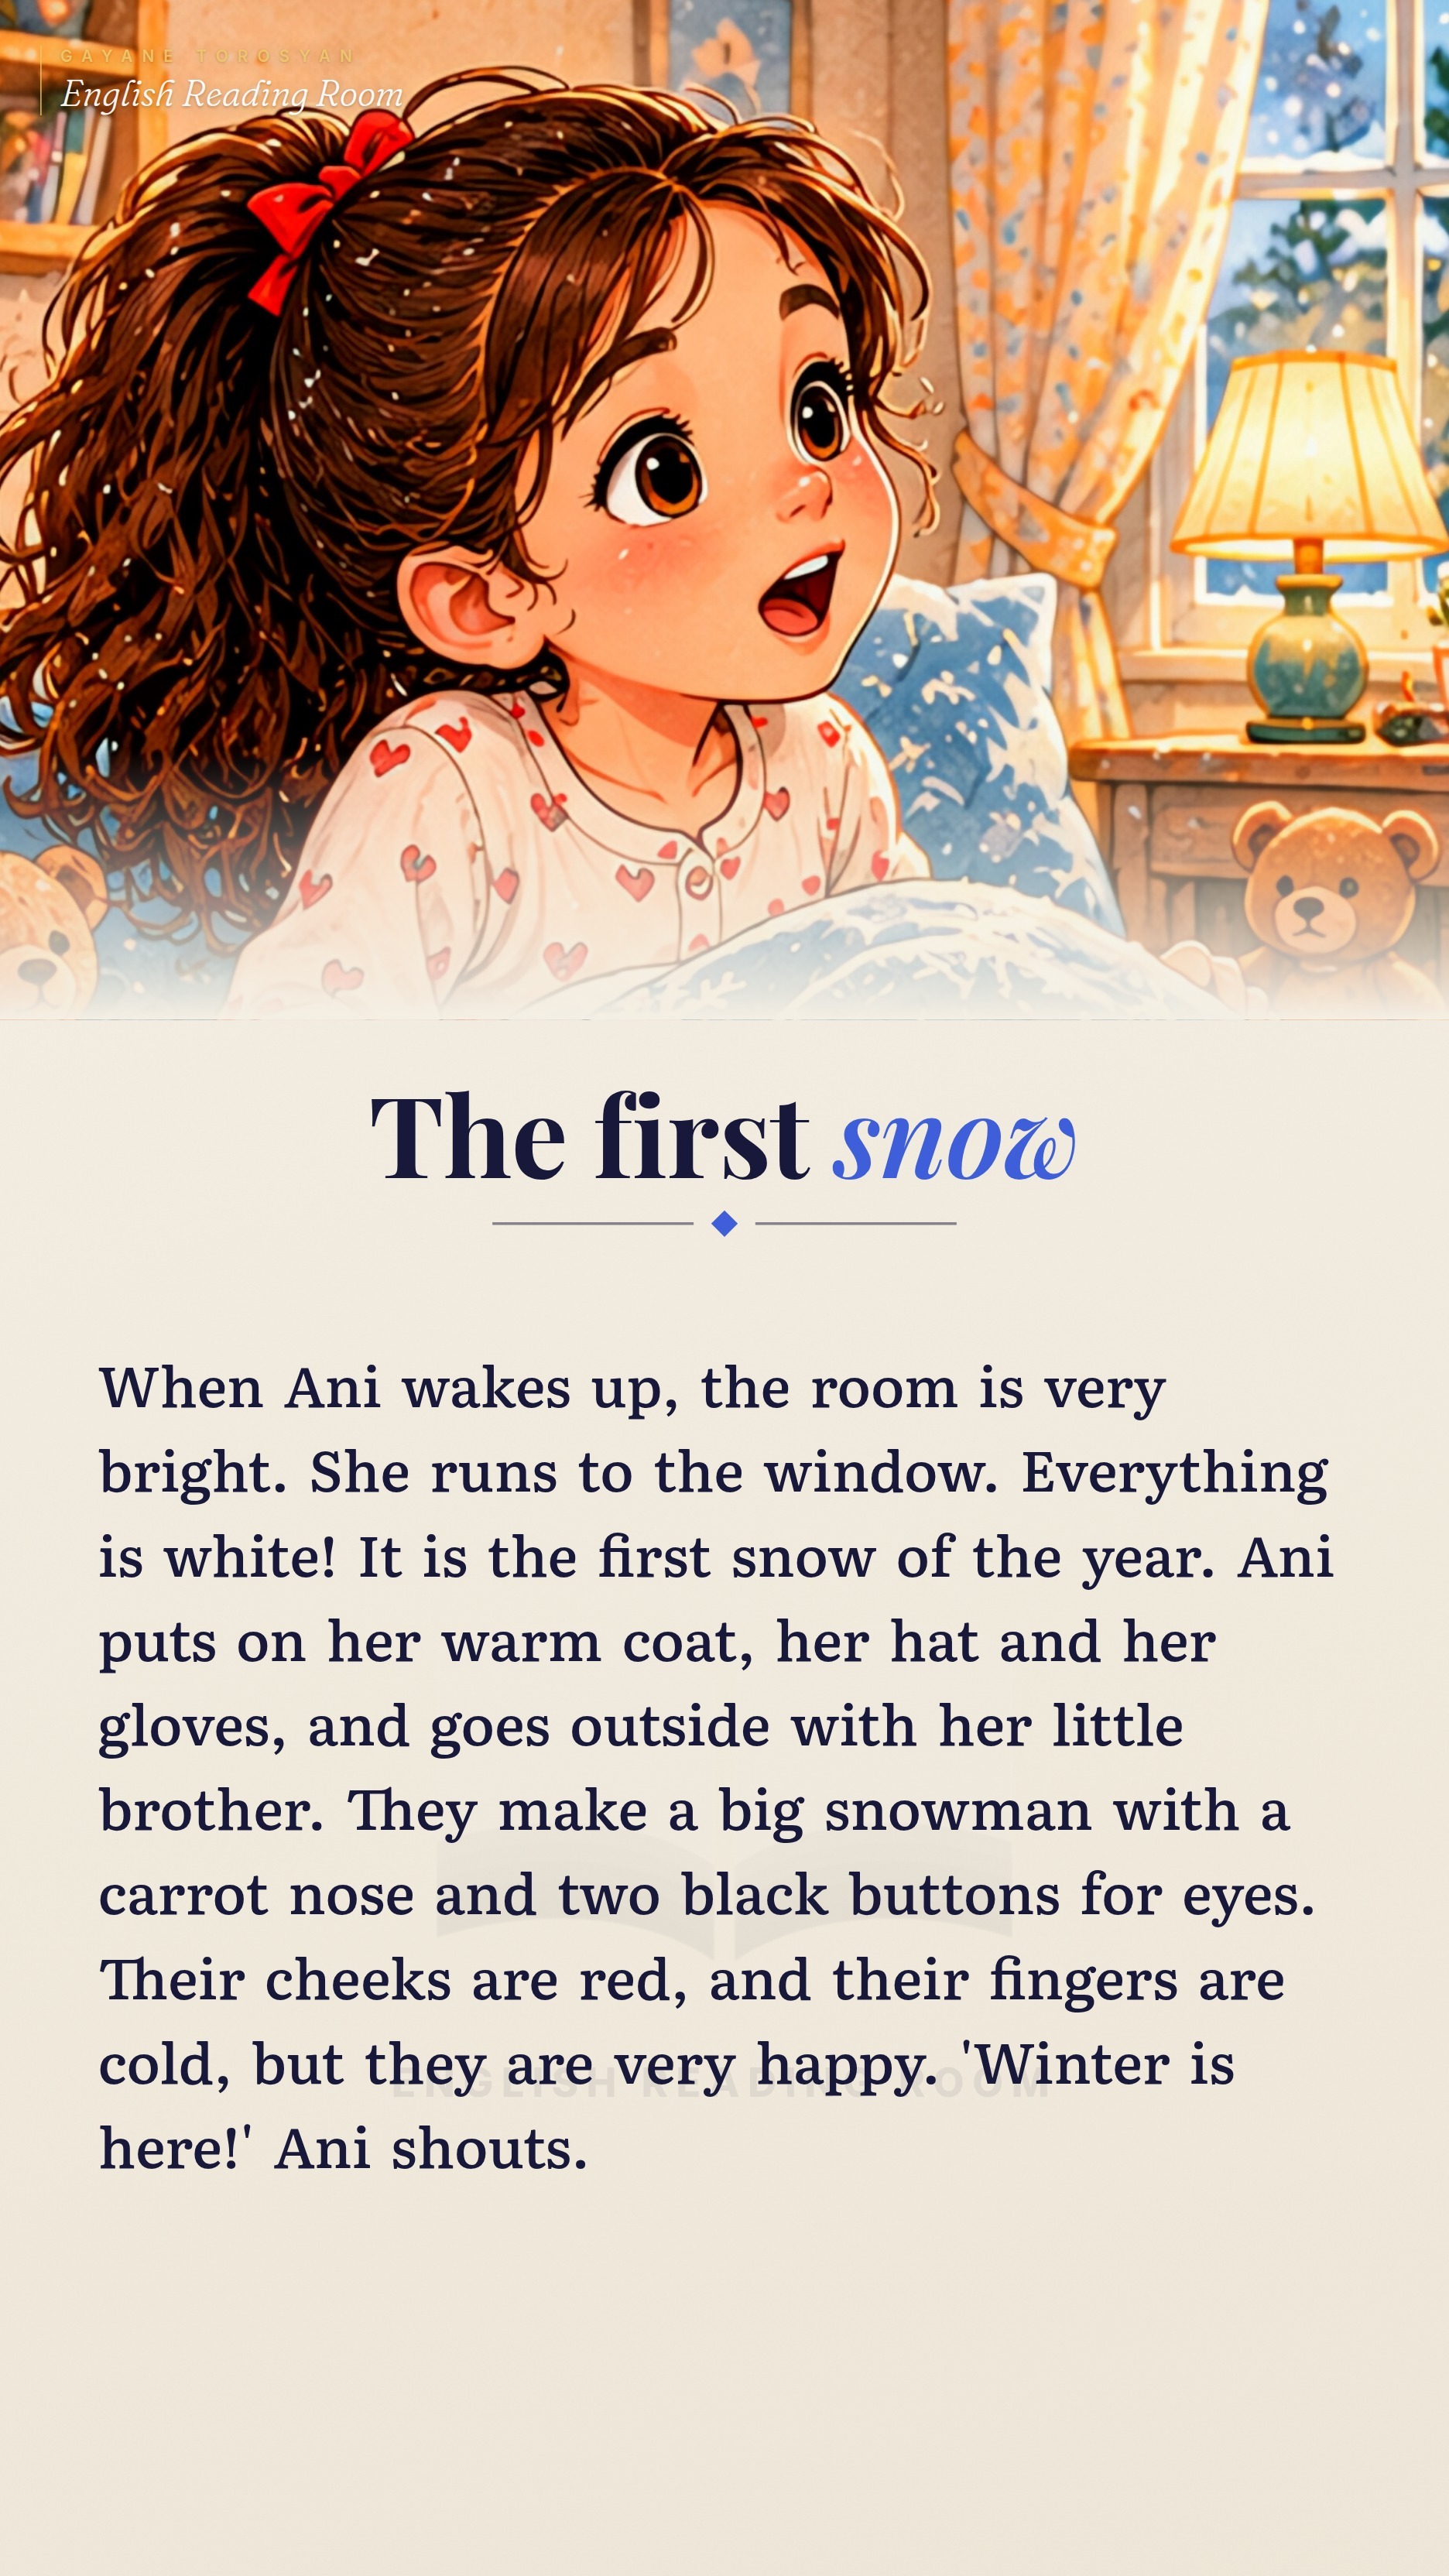 GAYANE TOROSYAN
English Reading Room
The first snow
When Ani wakes up, the room is very
bright. She runs to the window. Everything
is white! It is the first snow of the year. Ani
puts on her warm coat, her hat and her
gloves, and goes outside with her little
brother. They make a big snowman with a
carrot nose and two black buttons for eyes.
Their cheeks are red, and their fingers are
cold, but they are very happy. 'Winter is
ENGLISH READING ROOM
here!' Ani shouts.